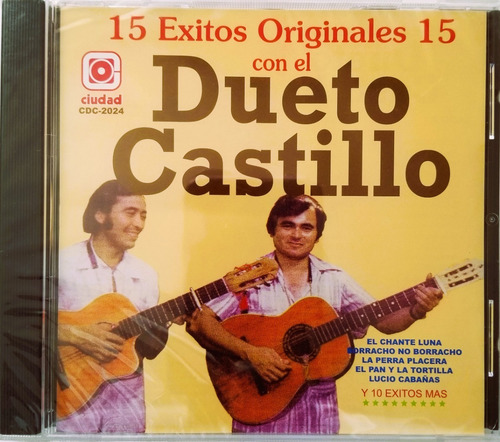 15 Exitos Originales 15
con el
Dueto
Castillo
ciudad
CDC-2024
EL CHANTE LUNA
BORRACHO NO BORRACHO
LA PERRA PLACERA
EL PAN Y LA TORTILLA
LUCIO CABAÑAS
Y 10 EXITOS MAS
★★★★★★★★★